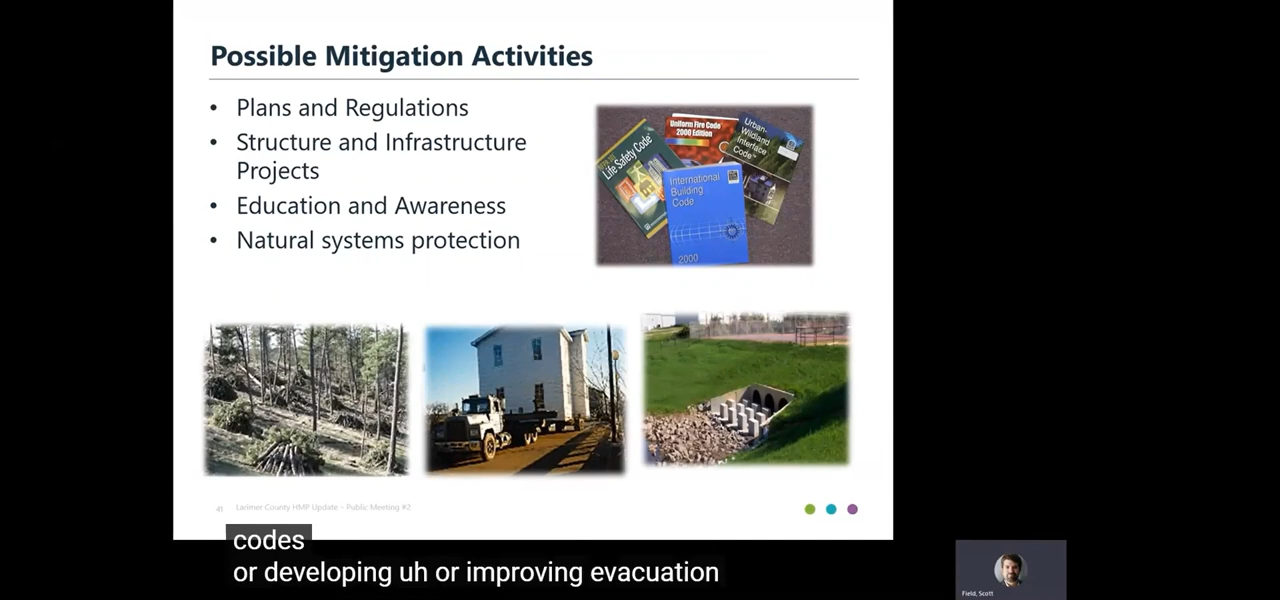 Possible Mitigation Activities
• Plans and Regulations
• Structure and Infrastructure
Projects
• Education and Awareness
• Natural systems protection
Life Safety Code
Uniform Fire Code
2000 Edition
Urban-
Wildland
Interface
Code
International
Building
Code
2000
41
Larimer County HMP Update – Public Meeting #2
codes
or developing uh or improving evacuation
Field, Scott